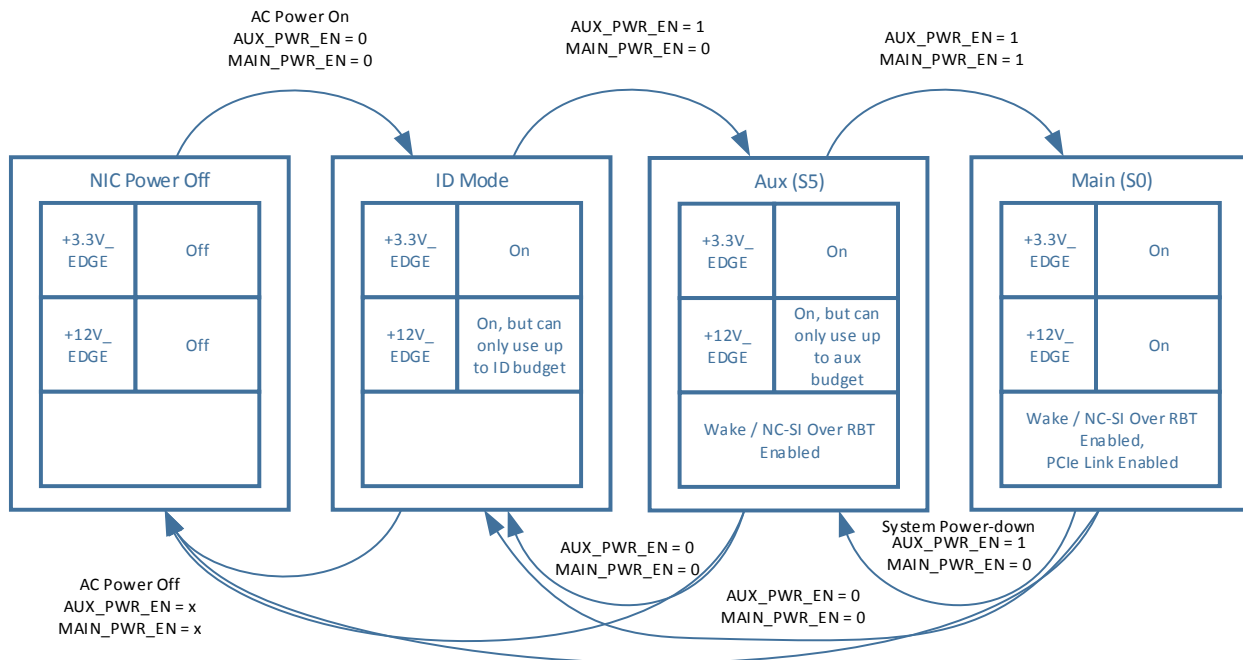 AC Power On
AUX_PWR_EN = 0
MAIN_PWR_EN = 0
AUX_PWR_EN = 1
MAIN_PWR_EN = 0
AUX_PWR_EN = 1
MAIN_PWR_EN = 1
NIC Power Off
+3.3V_
EDGE
Off
+12V_
EDGE
Off
ID Mode
+3.3V_
EDGE
On
+12V_
EDGE
On, but can
only use up
to ID budget
Aux (S5)
+3.3V_
EDGE
On
+12V_
EDGE
On, but can
only use up
to aux
budget
Wake / NC-SI Over RBT
Enabled
Main (S0)
+3.3V_
EDGE
On
+12V_
EDGE
On
Wake / NC-SI Over RBT
Enabled,
PCIe Link Enabled
AC Power Off
AUX_PWR_EN = x
MAIN_PWR_EN = x
AUX_PWR_EN = 0
MAIN_PWR_EN = 0
System Power-down
AUX_PWR_EN = 1
MAIN_PWR_EN = 0
AUX_PWR_EN = 0
MAIN_PWR_EN = 0